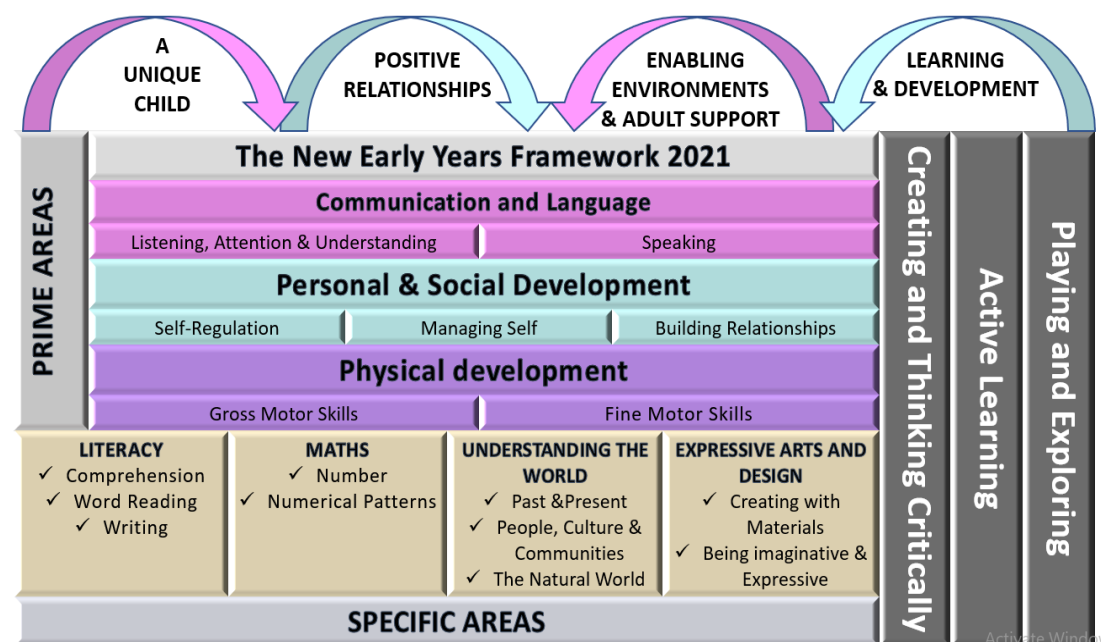 A
UNIQUE
CHILD
POSITIVE
RELATIONSHIPS
ENABLING
ENVIRONMENTS
& ADULT SUPPORT
LEARNING
& DEVELOPMENT
PRIME AREAS
The New Early Years Framework 2021
Communication and Language
Listening, Attention & Understanding
Speaking
Personal & Social Development
Self-Regulation
Managing Self
Building Relationships
Physical development
Gross Motor Skills
Fine Motor Skills
LITERACY
✓ Comprehension
✓ Word Reading
✓ Writing
MATHS
✓ Number
✓ Numerical Patterns
UNDERSTANDING THE
WORLD
✓ Past &Present
✓ People, Culture &
Communities
✓ The Natural World
EXPRESSIVE ARTS AND
DESIGN
✓ Creating with
Materials
✓ Being imaginative &
Expressive
SPECIFIC AREAS
Creating and Thinking Critically
Active Learning
Playing and Exploring
Activate Windo